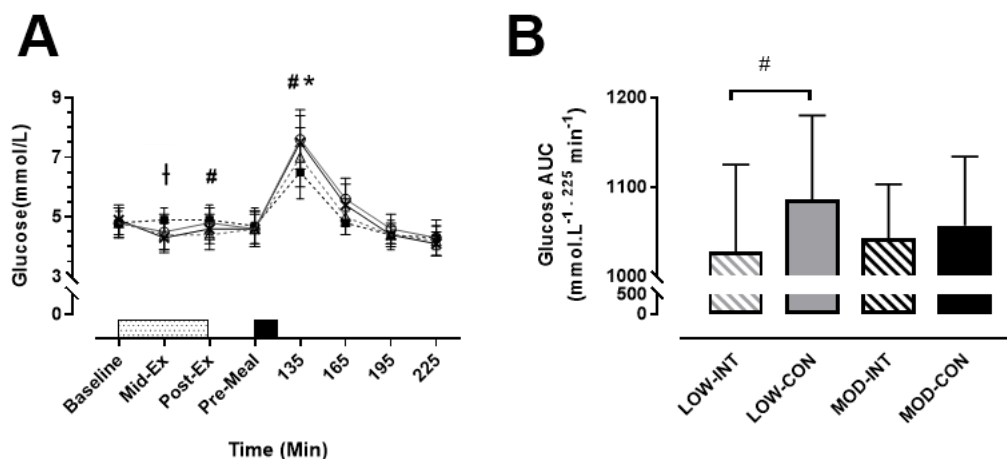 A
# *
9
7
5
3
0
Glucose(mmol/L)
ƚ
#
Baseline
Mid-Ex
Post-Ex
Pre-Meal
135
165
195
225
Time (Min)
B
#
1200
1100
1000
500
0
Glucose AUC
(mmol.L⁻¹ · 225 min⁻¹)
LOW-INT
LOW-CON
MOD-INT
MOD-CON